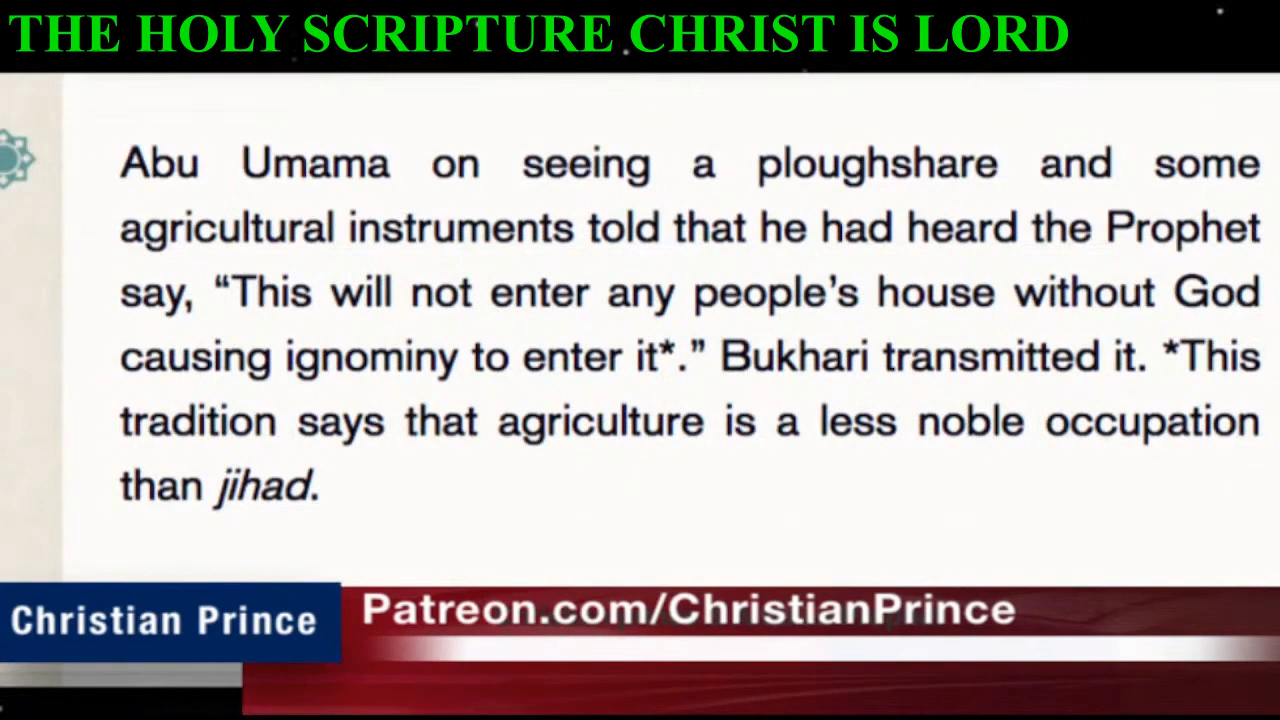 THE HOLY SCRIPTURE CHRIST IS LORD
Abu Umama on seeing a ploughshare and some
agricultural instruments told that he had heard the Prophet
say, “This will not enter any people’s house without God
causing ignominy to enter it*.” Bukhari transmitted it. *This
tradition says that agriculture is a less noble occupation
than jihad.
Christian Prince
Patreon.com/ChristianPrince